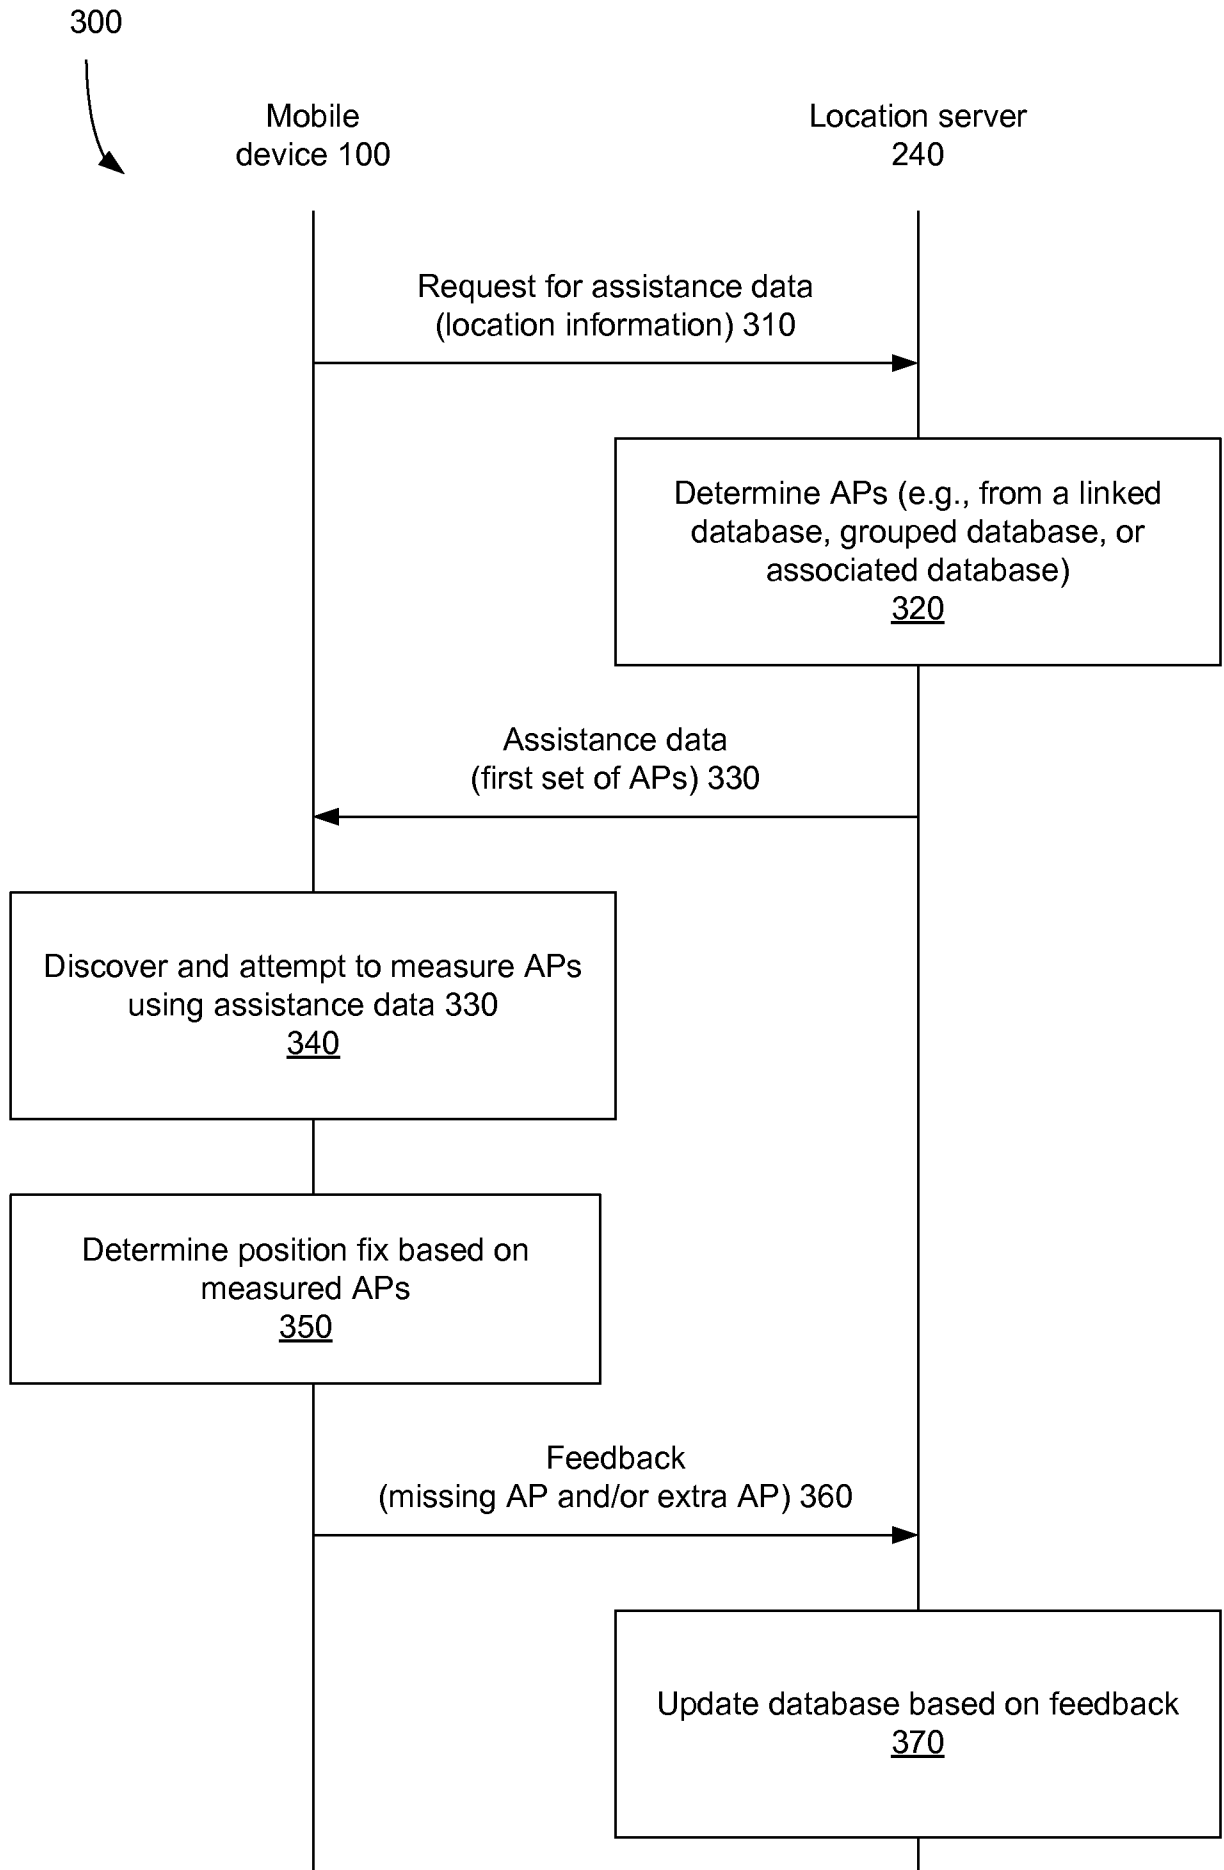 300
Mobile
device 100
Location server
240
Request for assistance data
(location information) 310
Determine APs (e.g., from a linked
database, grouped database, or
associated database)
320
Assistance data
(first set of APs) 330
Discover and attempt to measure APs
using assistance data 330
340
Determine position fix based on
measured APs
350
Feedback
(missing AP and/or extra AP) 360
Update database based on feedback
370